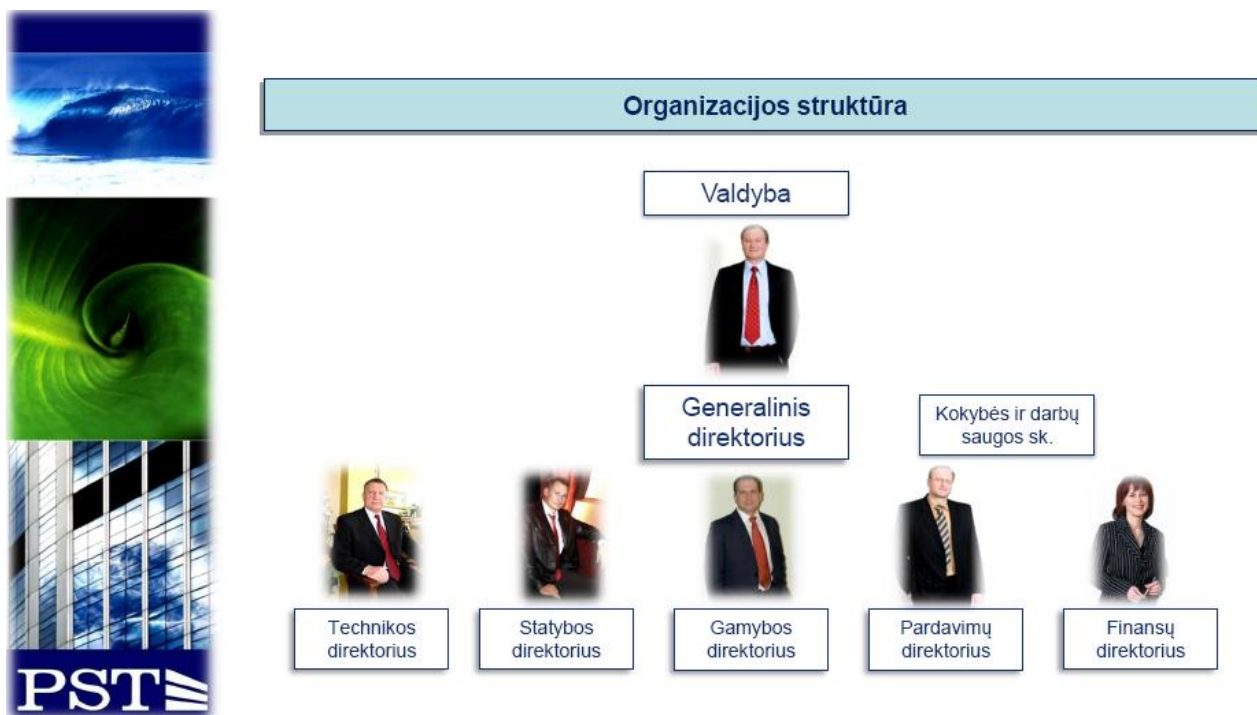 Organizacijos struktūra
Valdyba
Generalinis
direktorius
Kokybės ir darbų
saugos sk.
Technikos
direktorius
Statybos
direktorius
Gamybos
direktorius
Pardavimų
direktorius
Finansų
direktorius
PST